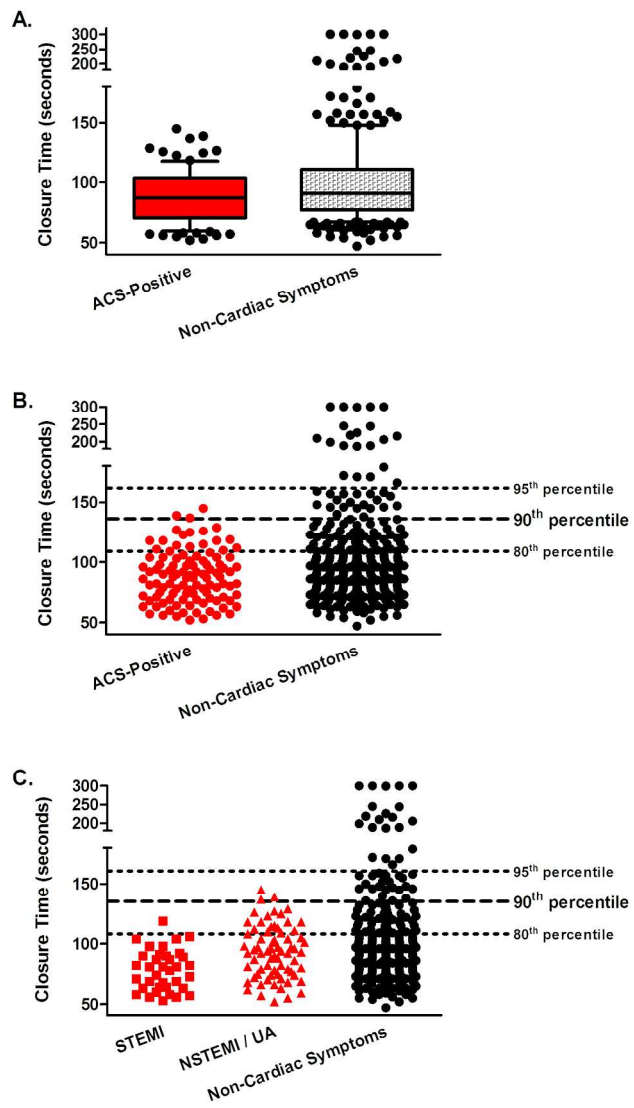 A.
Closure Time (seconds)
300
250
200
150
100
50
ACS-Positive
Non-Cardiac Symptoms
B.
Closure Time (seconds)
300
250
200
150
100
50
95th percentile
90th percentile
80th percentile
ACS-Positive
Non-Cardiac Symptoms
C.
Closure Time (seconds)
300
250
200
150
100
50
95th percentile
90th percentile
80th percentile
STEMI
NSTEMI / UA
Non-Cardiac Symptoms